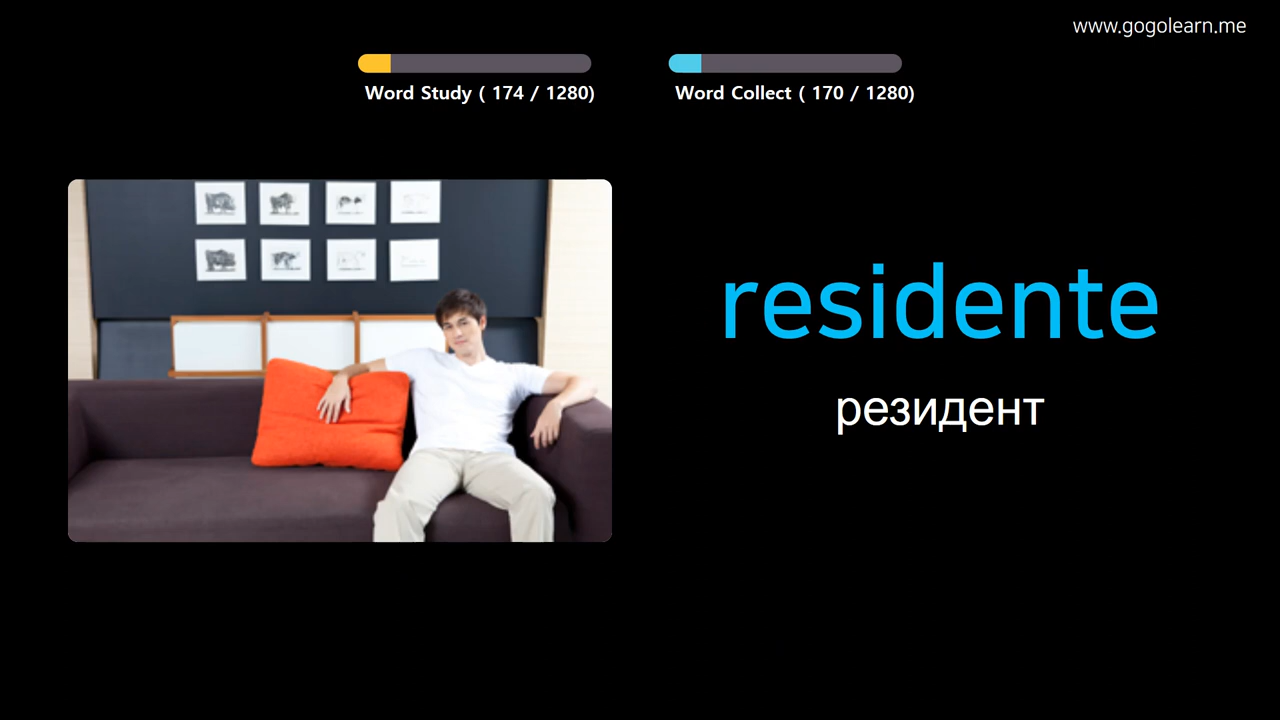 www.gogolearn.me
Word Study ( 174 / 1280)
Word Collect ( 170 / 1280)
residente
резидент